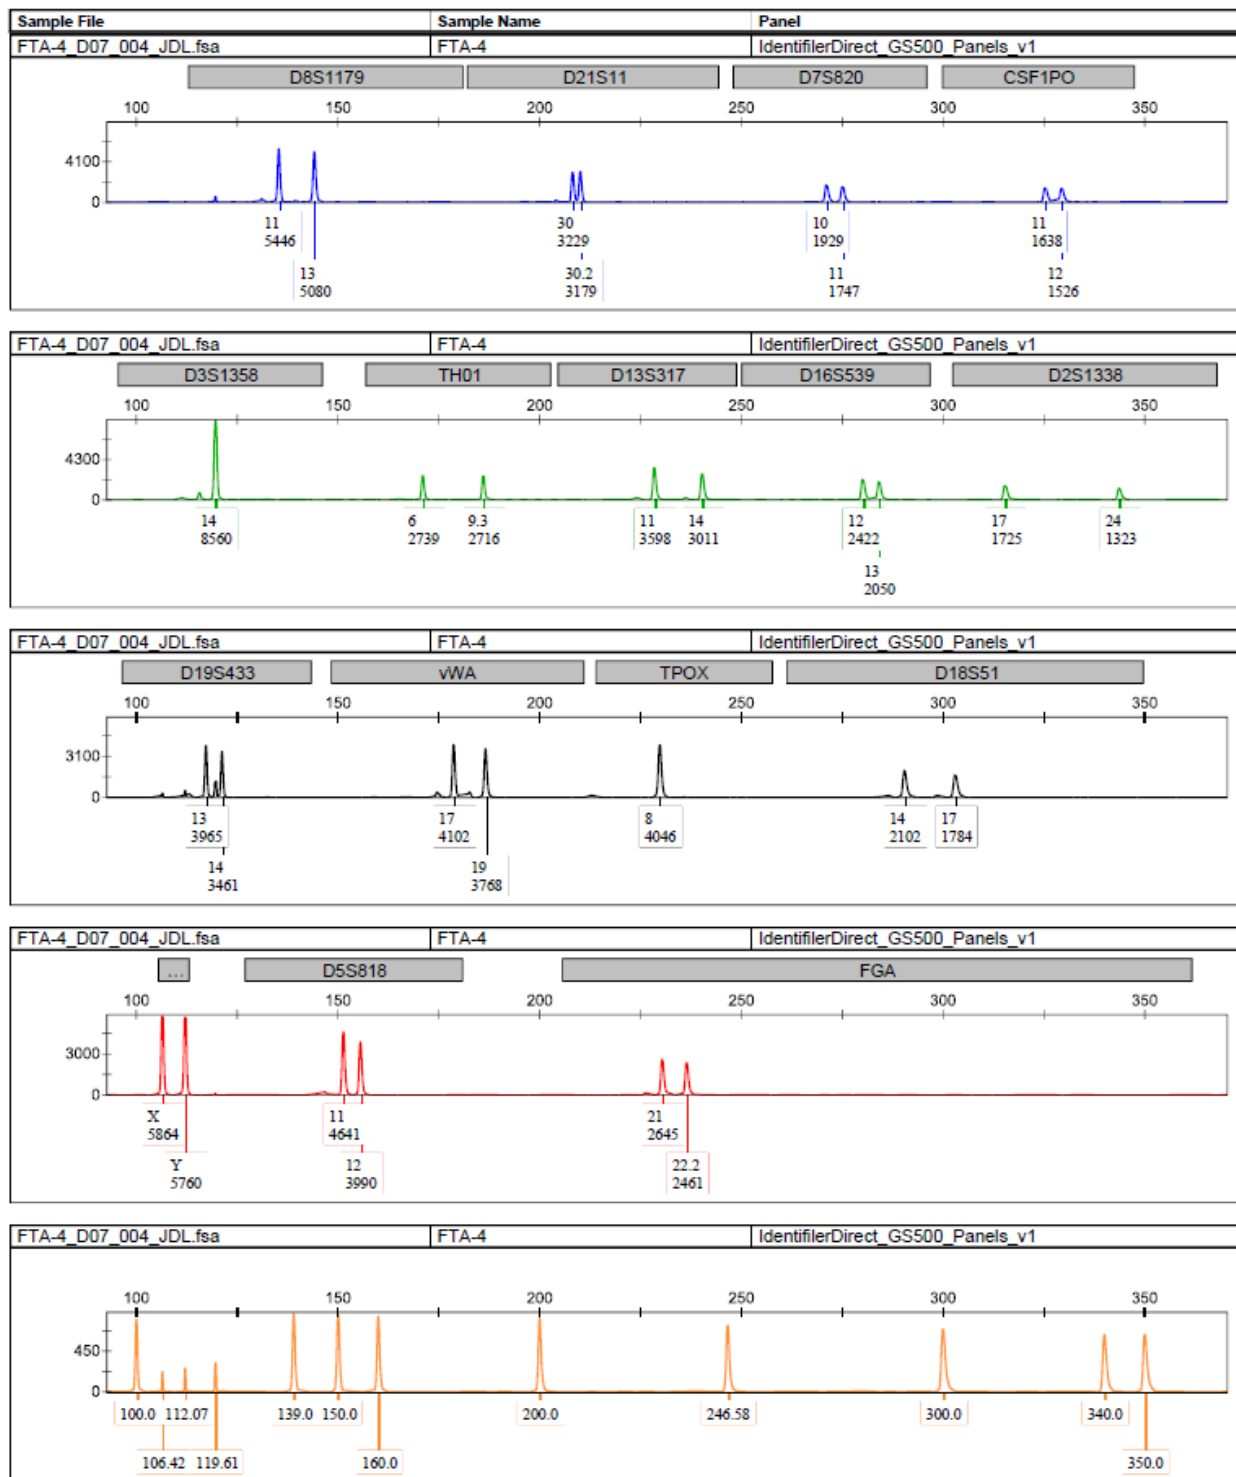 Sample File Sample Name Panel
FTA-4_D07_004_JDL.fsa FTA-4 IdentifilerDirect_GS500_Panels_v1
D8S1179 D21S11 D7S820 CSF1PO
100 150 200 250 300 350
4100
0
11 30 10 11
5446 3229 1929 1638
13 30.2 11 12
5080 3179 1747 1526
FTA-4_D07_004_JDL.fsa FTA-4 IdentifilerDirect_GS500_Panels_v1
D3S1358 TH01 D13S317 D16S539 D2S1338
100 150 200 250 300 350
4300
0
14 6 9.3 11 14 12 17 24
8560 2739 2716 3598 3011 2422 1725 1323
13
2050
FTA-4_D07_004_JDL.fsa FTA-4 IdentifilerDirect_GS500_Panels_v1
D19S433 vWA TPOX D18S51
100 150 200 250 300 350
3100
0
13 17 8 14 17
3965 4102 4046 2102 1784
14 19
3461 3768
FTA-4_D07_004_JDL.fsa FTA-4 IdentifilerDirect_GS500_Panels_v1
... D5S818 FGA
100 150 200 250 300 350
3000
0
X 11 21
5864 4641 2645
Y 12 22.2
5760 3990 2461
FTA-4_D07_004_JDL.fsa FTA-4 IdentifilerDirect_GS500_Panels_v1
100 150 200 250 300 350
450
0
100.0 112.07 139.0 150.0 200.0 246.58 300.0 340.0
106.42 119.61 160.0 350.0